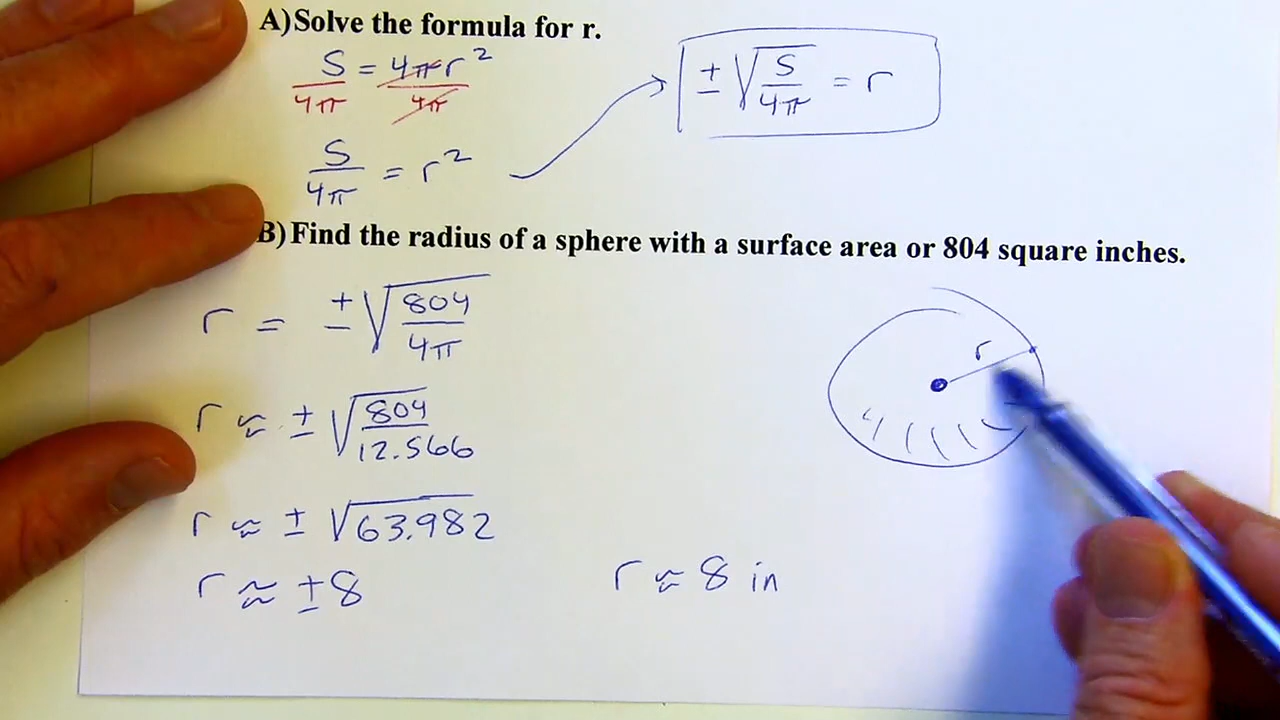 A) Solve the formula for r.
S = 4πr²
4π 4π
± √(S/4π) = r
S/4π = r²
B) Find the radius of a sphere with a surface area or 804 square inches.
r = ± √(804/4π)
r
r ≈ ± √(804/12.566)
r ≈ ± √63.982
r ≈ ±8
r ≈ 8 in